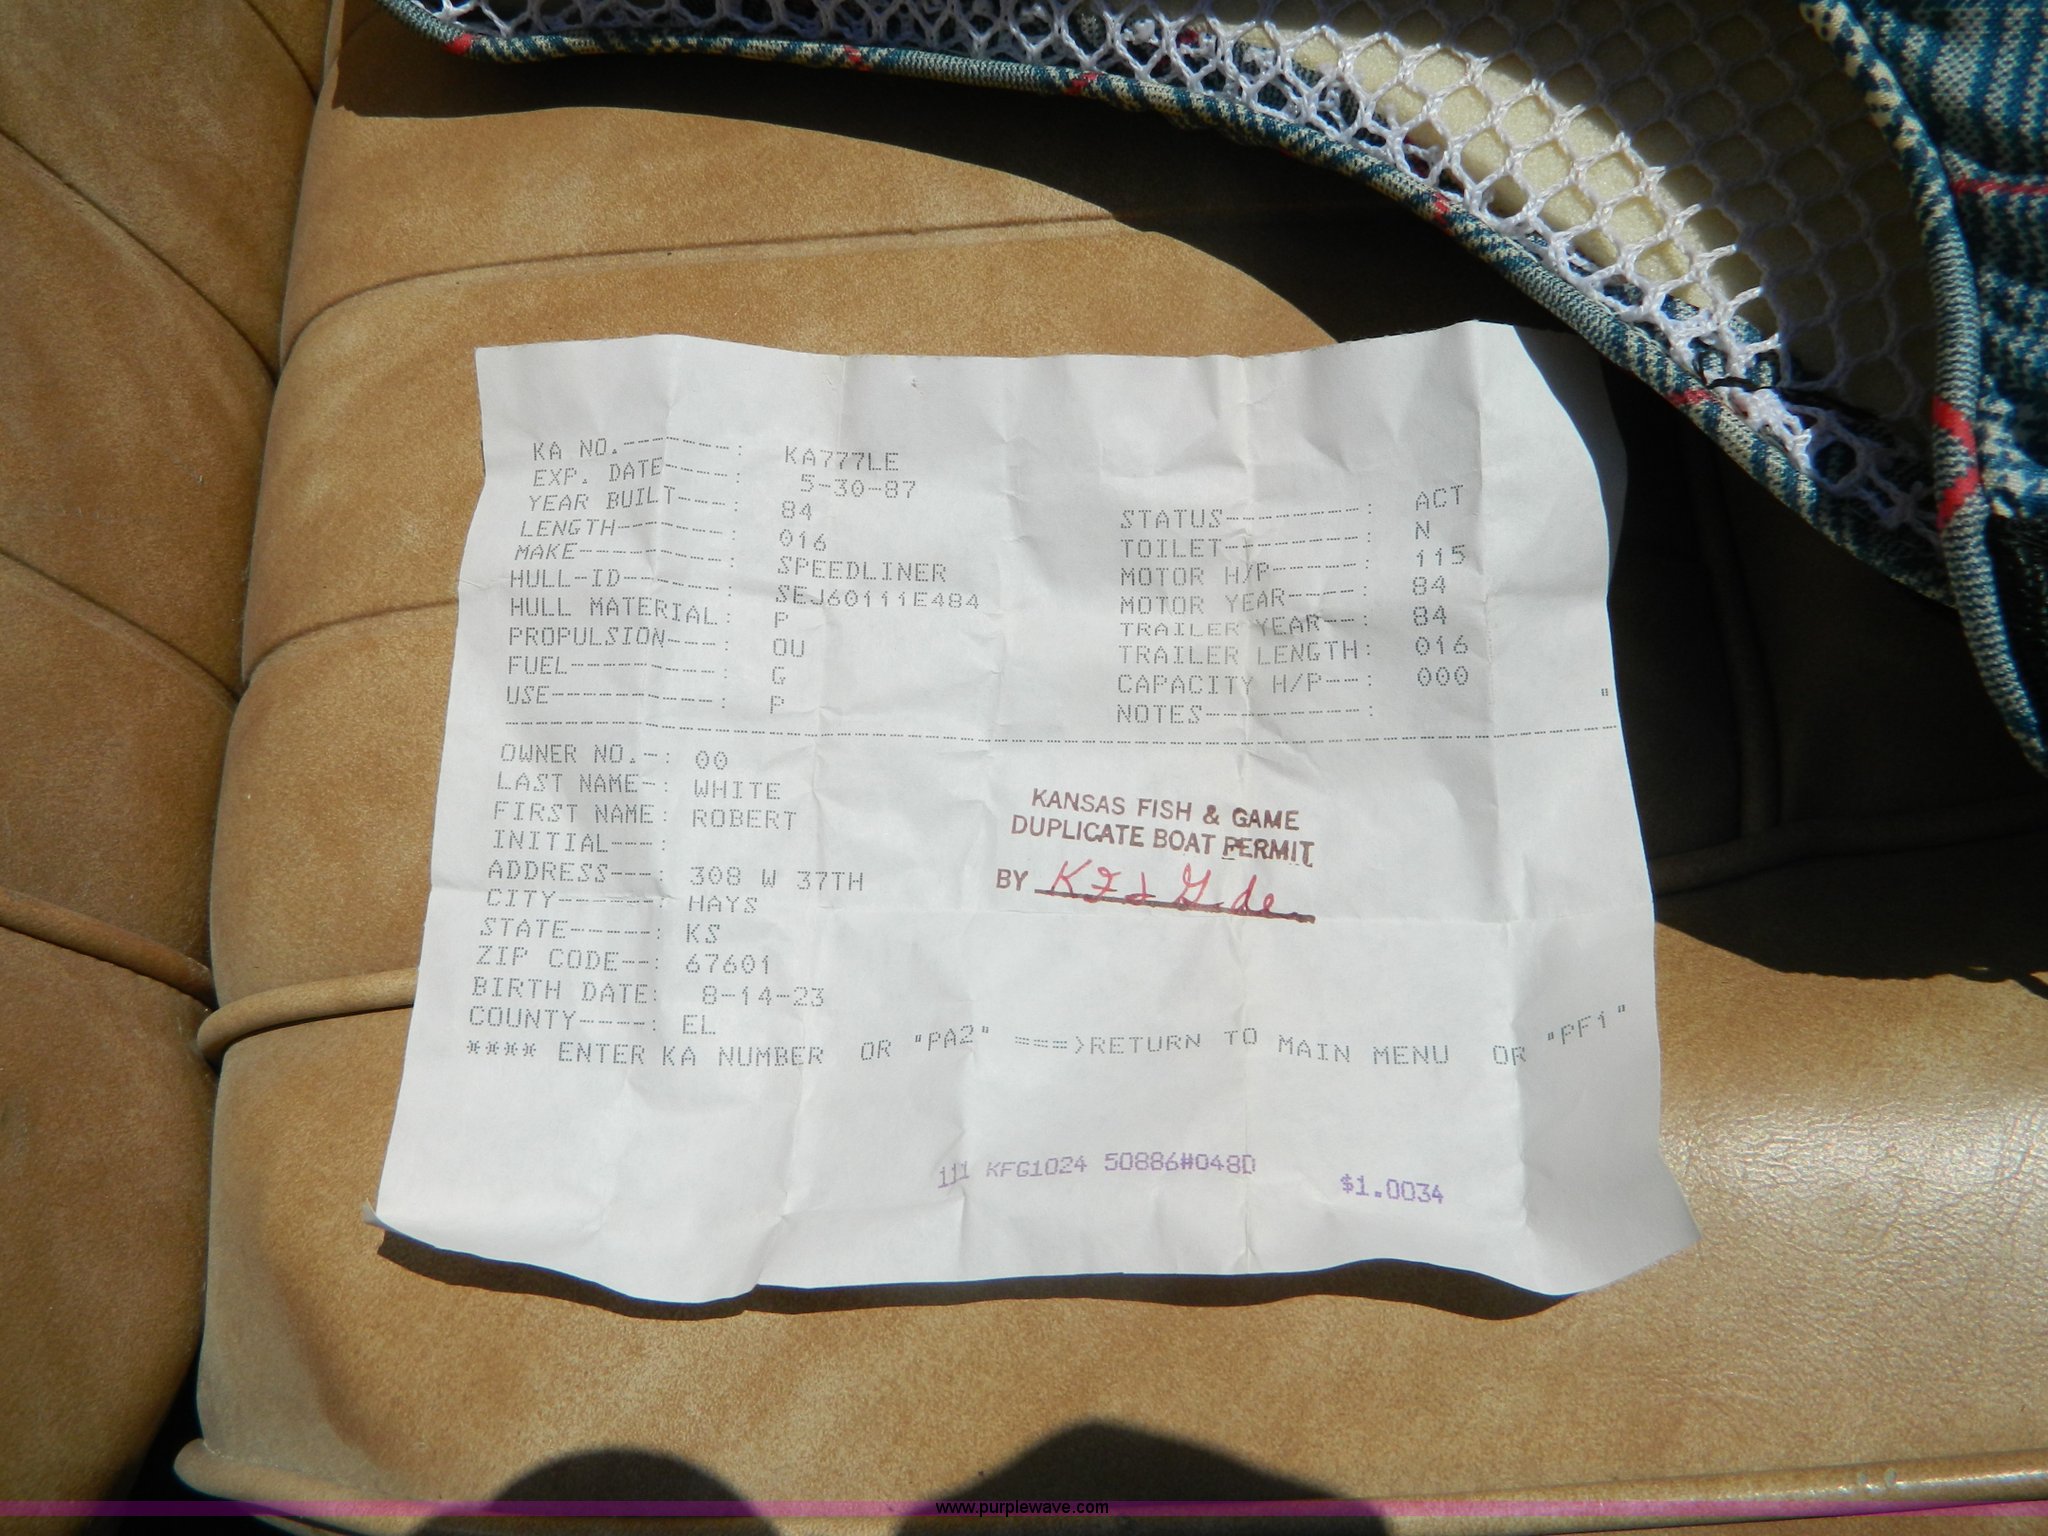 KA NO.--------: KA777LE
EXP. DATE-----: 5-30-87
YEAR BUILT----: 84
LENGTH--------: 016
MAKE----------: SPEEDLINER
HULL-ID-------: SEJ60111E484
HULL MATERIAL: P
PROPULSION----: OU
FUEL----------: G
USE-----------: P
STATUS---------: ACT
TOILET---------: N
MOTOR H/P------: 115
MOTOR YEAR-----: 84
TRAILER YEAR--: 84
TRAILER LENGTH: 016
CAPACITY H/P--: 000
NOTES----------: "
OWNER NO.-: 00
LAST NAME-: WHITE
FIRST NAME: ROBERT
INITIAL---:
ADDRESS---: 308 W 37TH
CITY------: HAYS
STATE-----: KS
ZIP CODE--: 67601
BIRTH DATE: 8-14-23
COUNTY----: EL
KANSAS FISH & GAME
DUPLICATE BOAT PERMIT
BY KF & G. de.
**** ENTER KA NUMBER OR "PA2" ===>RETURN TO MAIN MENU OR "PF1"
111 KFG1024 50886#048D $1.0034
www.purplewave.com